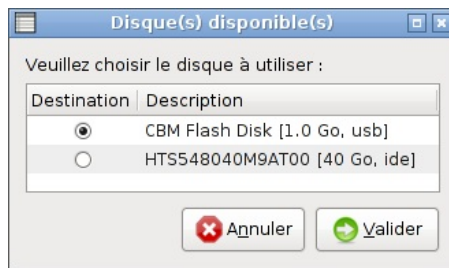 Disque(s) disponible(s)
Veuillez choisir le disque à utiliser :
Destination Description
CBM Flash Disk [1.0 Go, usb]
HTS548040M9AT00 [40 Go, ide]
Annuler Valider